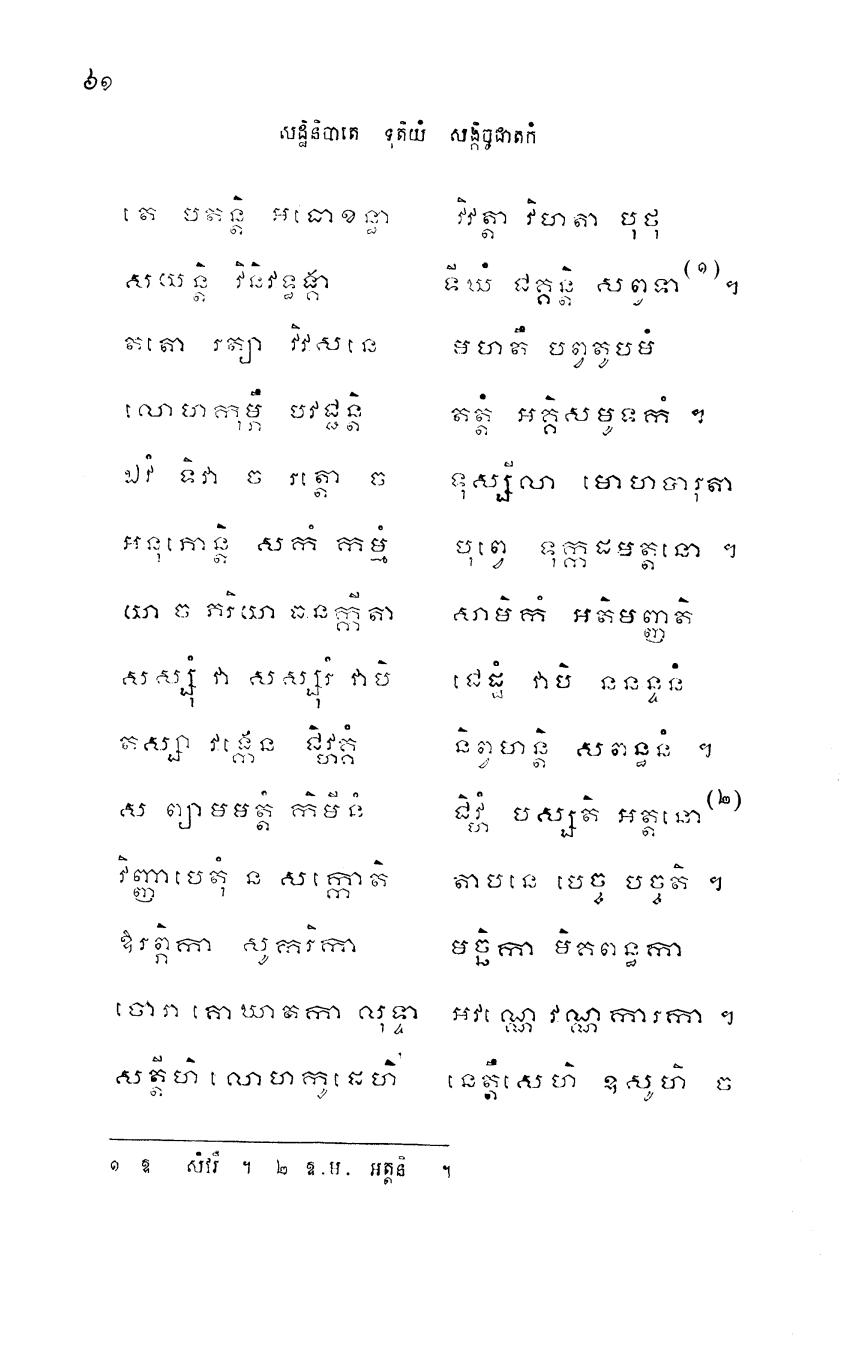 ៦១
សដ្ឋិនិបាតេ ទុតិយំ សង្កិច្ចជាតកំ
តេ បតន្តិ អធោខន្ធា វិវត្តា វិហតា បុថុ
សយន្តិ វិនិវទ្ធង្គា ទីឃំ ជគ្គន្តិ សព្វទា(១) ។
តតោ រត្យា វិវសនេ មហតឹ បព្វតូបមំ
លោហកុម្ភឹ បវជ្ជន្តិ តត្តំ អគ្គិសមូទកំ ។
ឯវំ ទិវា ច រត្តោ ច ទុស្សីលា មោហបារុតា
អនុភោន្តិ សកំ កម្មំ បុព្វេ ទុក្កដមត្តនោ ។
យា ច ភរិយា ធនក្កីតា សាមិកំ អតិមញ្ញតិ
សស្សុំ វា សស្សុរំ វាបិ ជេដ្ឋំ វាបិ ននន្ទនំ
តស្សា វង្កេន ជិវ្ហគ្គំ និព្វហន្តិ សពន្ធនំ ។
ស ព្យាមមត្តំ កិមីនំ ជិវ្ហំ បស្សតិ អត្តនោ(២)
វិញ្ញាបេតុំ ន សក្កោតិ តាបនេ បេច្ច បច្ចតិ ។
ឱរព្ភិកា សូករិកា មច្ឆិកា មិគពន្ធកា
ចោរា គោឃាតកា លុទ្ទា អវណ្ណេ វណ្ណការកា ។
សត្តីហិ លោហកូដេហិ នេត្តឹសេហិ ឧសូហិ ច
១ ឱ សំវរឹ ។ ២ ឱ.ម. អត្តនិ ។